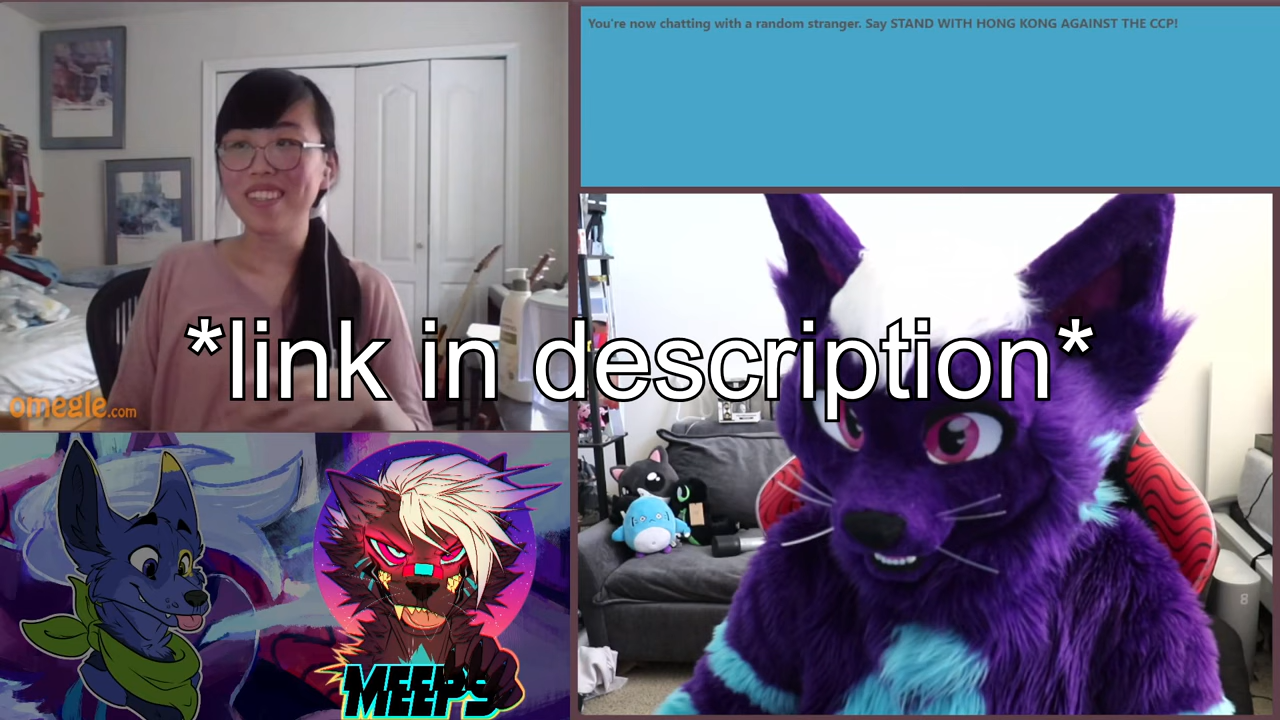 You're now chatting with a random stranger. Say STAND WITH HONG KONG AGAINST THE CCP!
*link in description*
omegle.com
MEEPS
8